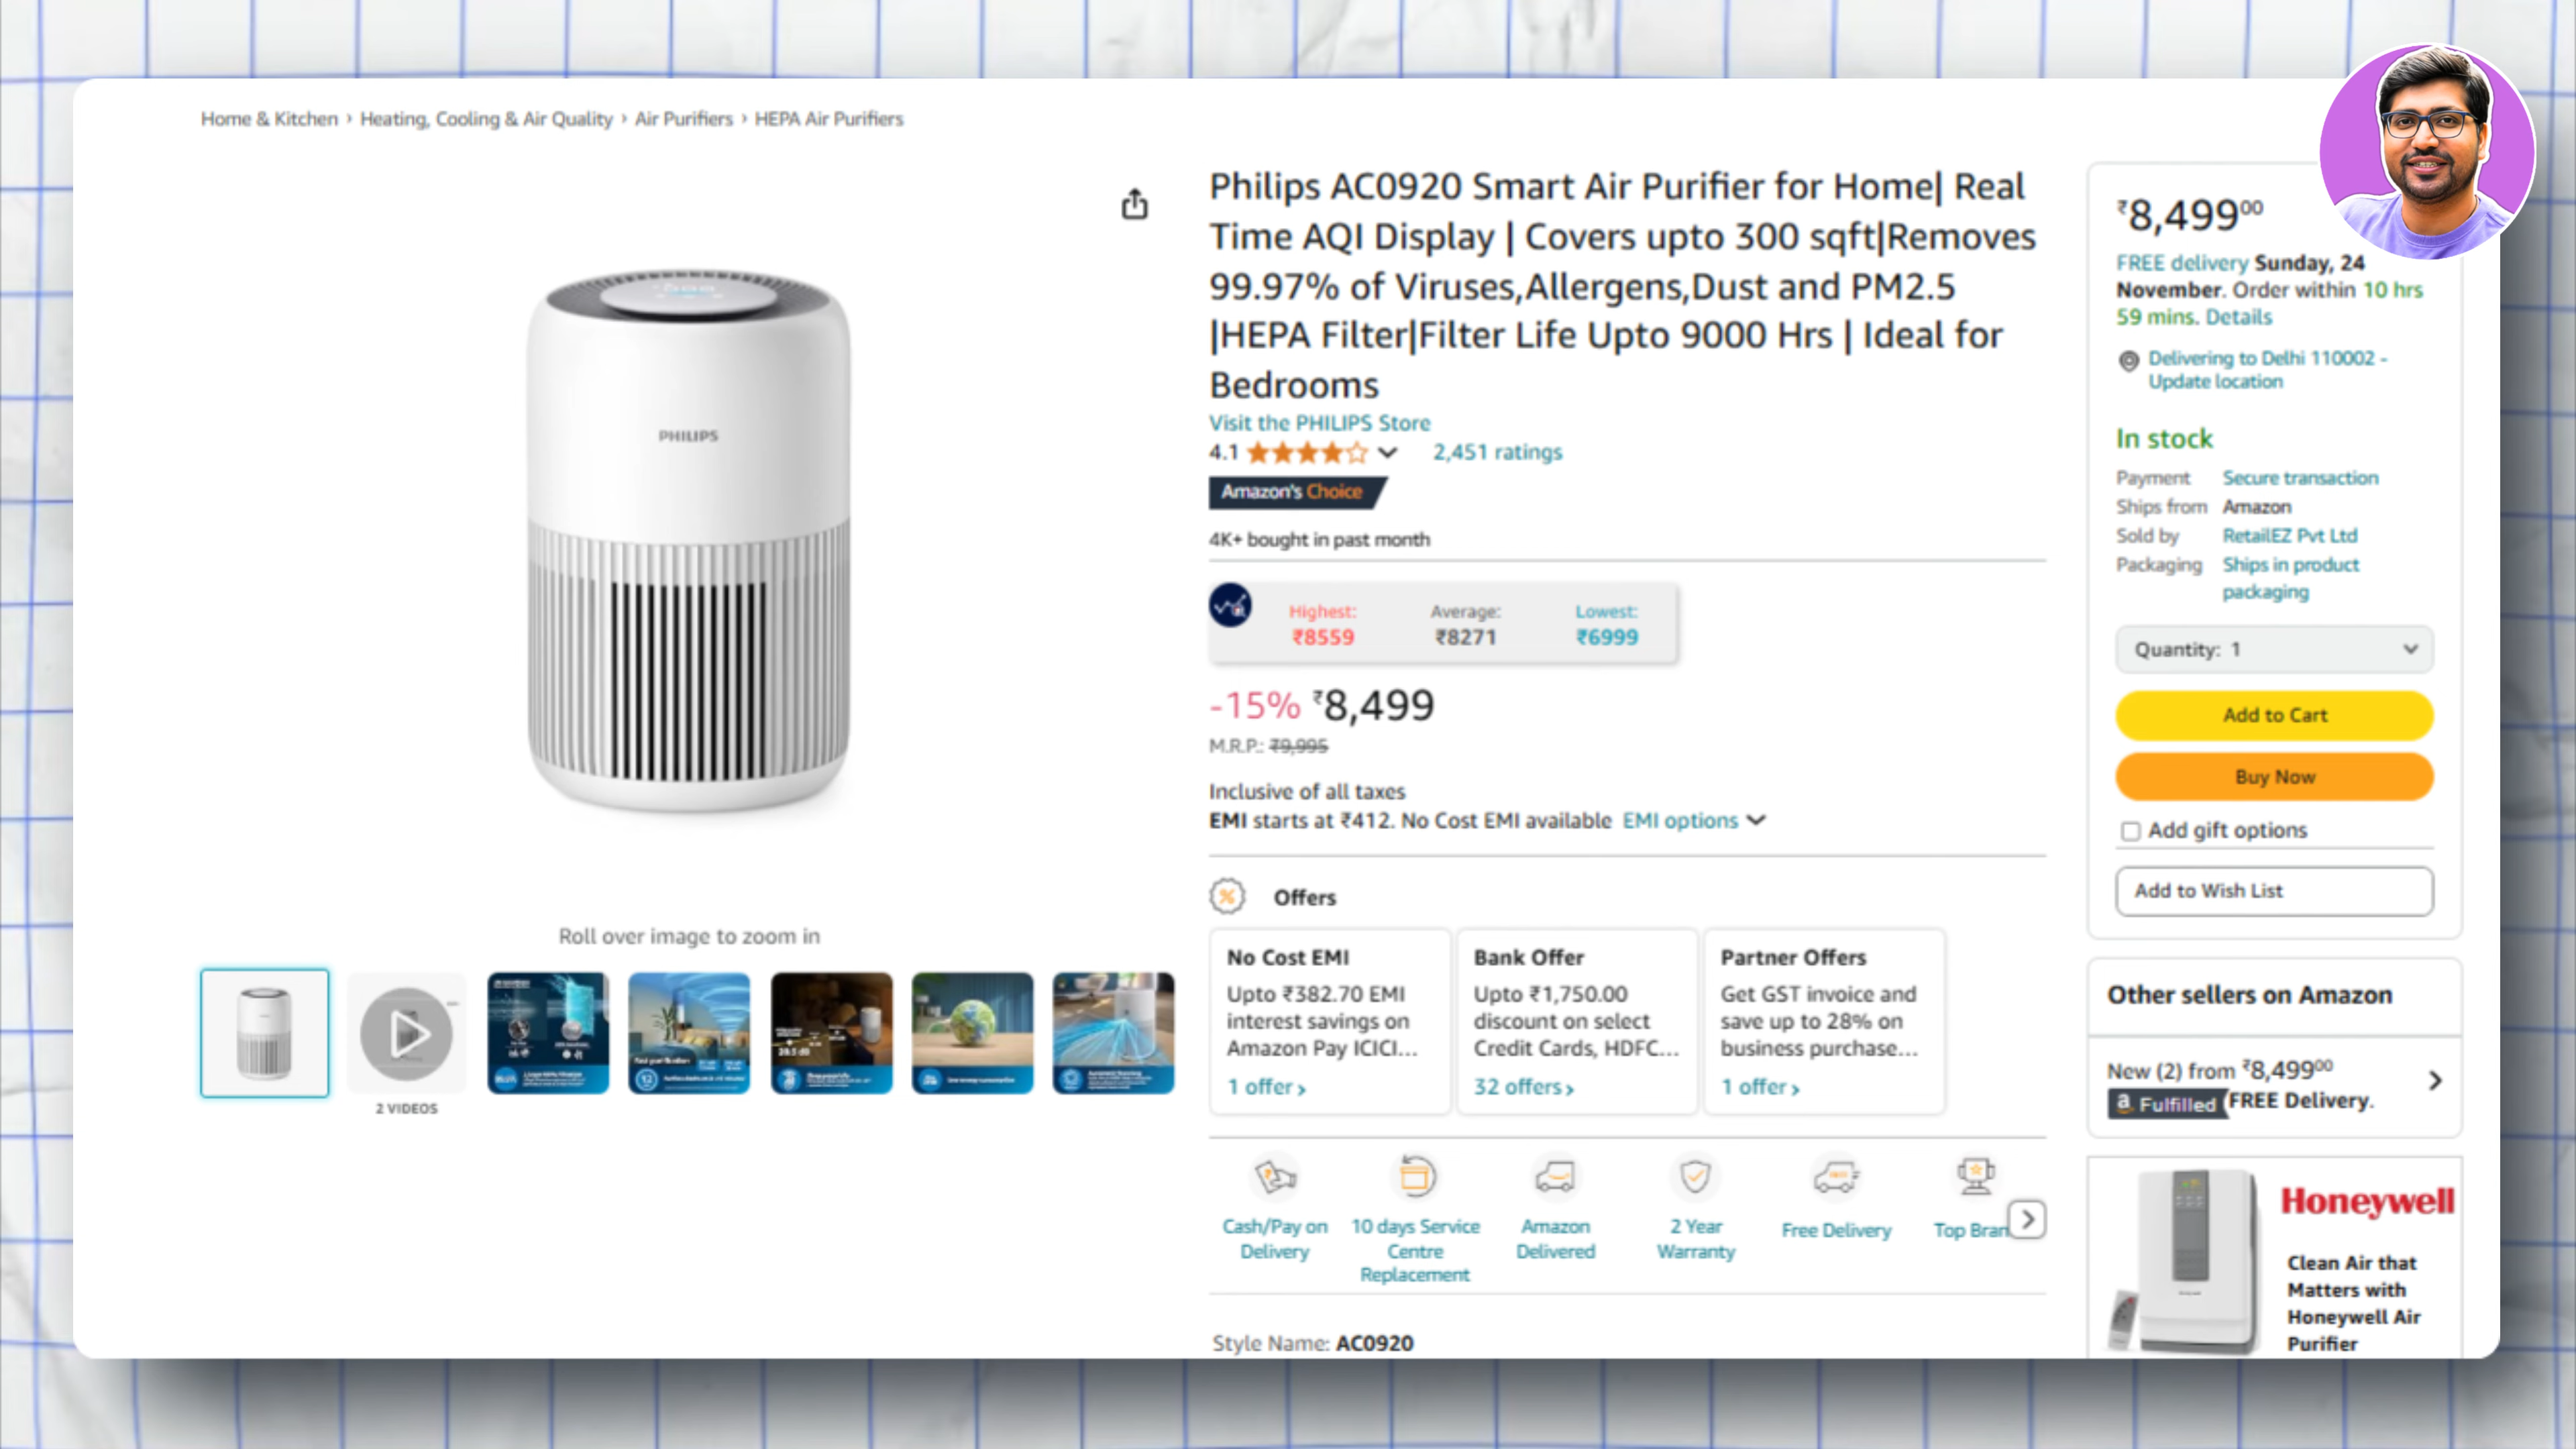 Home & Kitchen › Heating, Cooling & Air Quality › Air Purifiers › HEPA Air Purifiers
PHILIPS
Roll over image to zoom in
2 VIDEOS
Philips AC0920 Smart Air Purifier for Home| Real
Time AQI Display | Covers upto 300 sqft|Removes
99.97% of Viruses,Allergens,Dust and PM2.5
|HEPA Filter|Filter Life Upto 9000 Hrs | Ideal for
Bedrooms
Visit the PHILIPS Store
4.1 2,451 ratings
Amazon's Choice
4K+ bought in past month
Highest: Average: Lowest:
₹8559 ₹8271 ₹6999
-15% ₹8,499
M.R.P.: ₹9,995
Inclusive of all taxes
EMI starts at ₹412. No Cost EMI available EMI options
Offers
No Cost EMI
Upto ₹382.70 EMI
interest savings on
Amazon Pay ICICI...
1 offer ›
Bank Offer
Upto ₹1,750.00
discount on select
Credit Cards, HDFC...
32 offers ›
Partner Offers
Get GST invoice and
save up to 28% on
business purchase...
1 offer ›
Cash/Pay on
Delivery
10 days Service
Centre
Replacement
Amazon
Delivered
2 Year
Warranty
Free Delivery
Top Bran
Style Name: AC0920
₹8,49900
FREE delivery Sunday, 24
November. Order within 10 hrs
59 mins. Details
Delivering to Delhi 110002 -
Update location
In stock
Payment Secure transaction
Ships from Amazon
Sold by RetailEZ Pvt Ltd
Packaging Ships in product
packaging
Quantity: 1
Add to Cart
Buy Now
Add gift options
Add to Wish List
Other sellers on Amazon
New (2) from ₹8,49900
a Fulfilled FREE Delivery.
Honeywell
Clean Air that
Matters with
Honeywell Air
Purifier